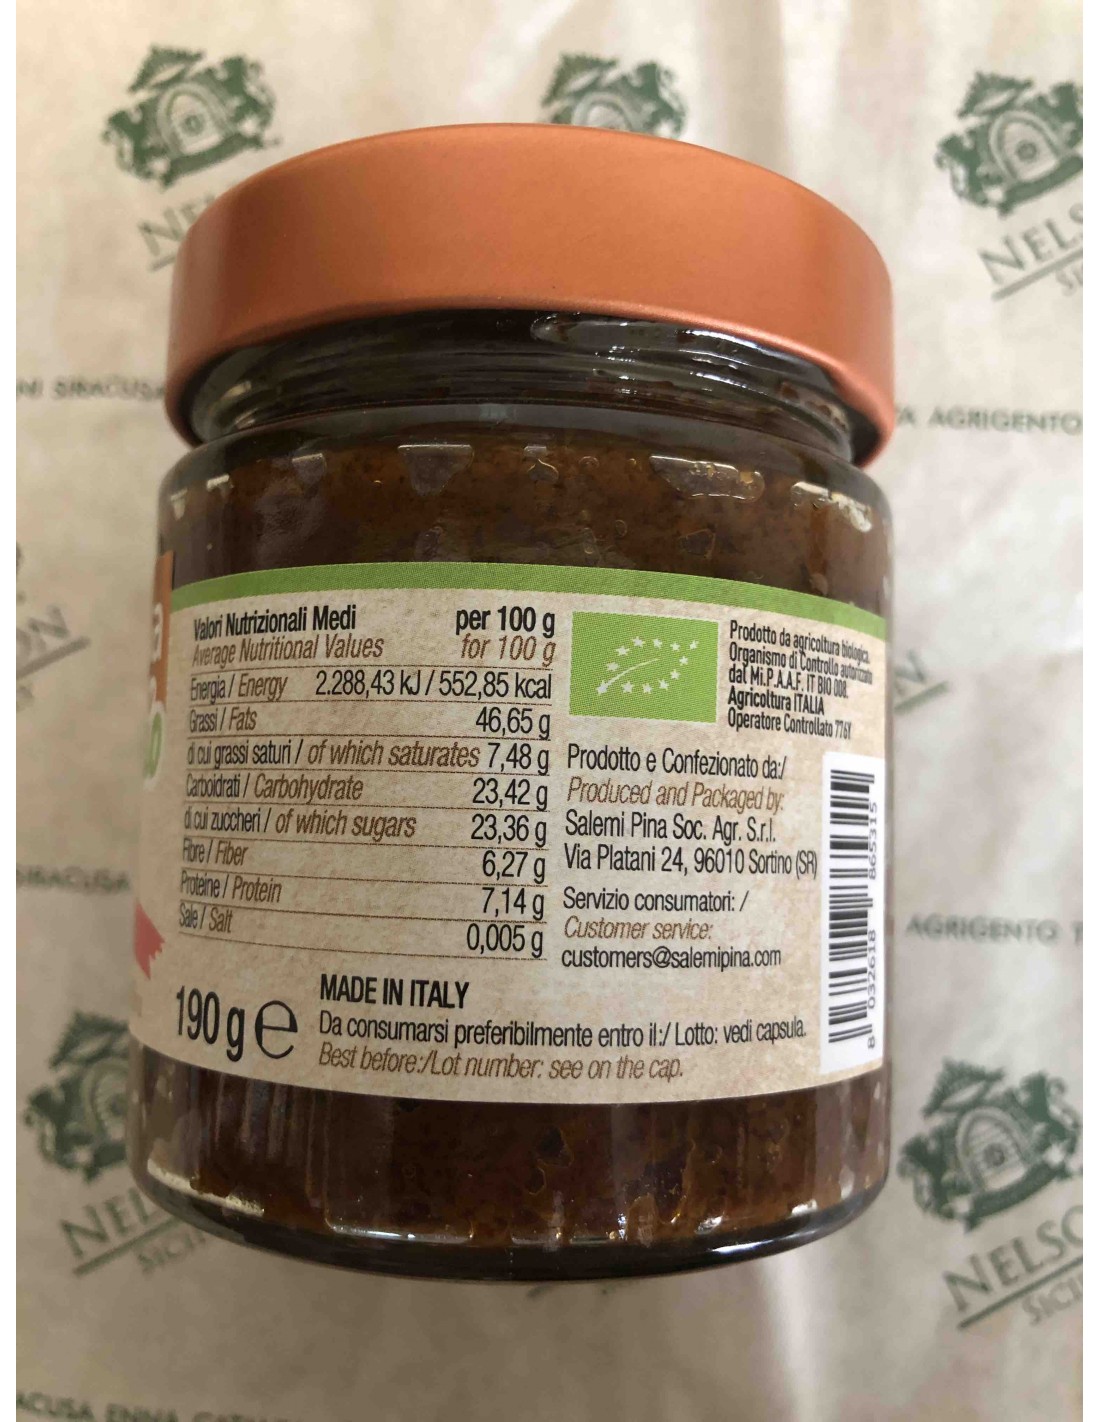 Valori Nutrizionali Medi per 100 g
Average Nutritional Values for 100 g
Energia / Energy 2.288,43 kJ / 552,85 kcal
Grassi / Fats 46,65 g
di cui grassi saturi / of which saturates 7,48 g
Carboidrati / Carbohydrate 23,42 g
di cui zuccheri / of which sugars 23,36 g
Fibre / Fiber 6,27 g
Proteine / Protein 7,14 g
Sale / Salt 0,005 g
Prodotto da agricoltura biologica.
Organismo di Controllo autorizzato
dal Mi.P.A.A.F. IT BIO 008.
Agricoltura ITALIA
Operatore Controllato 776Y
Prodotto e Confezionato da:/
Produced and Packaged by:
Salemi Pina Soc. Agr. S.r.l.
Via Platani 24, 96010 Sortino (SR)
Servizio consumatori: /
Customer service:
customers@salemipina.com
8 032618 865315
190 g e
MADE IN ITALY
Da consumarsi preferibilmente entro il:/ Lotto: vedi capsula.
Best before:/Lot number: see on the cap.
SIRACUSA
AGRIGENTO
SIRACUSA
AGRIGENTO
NELSO